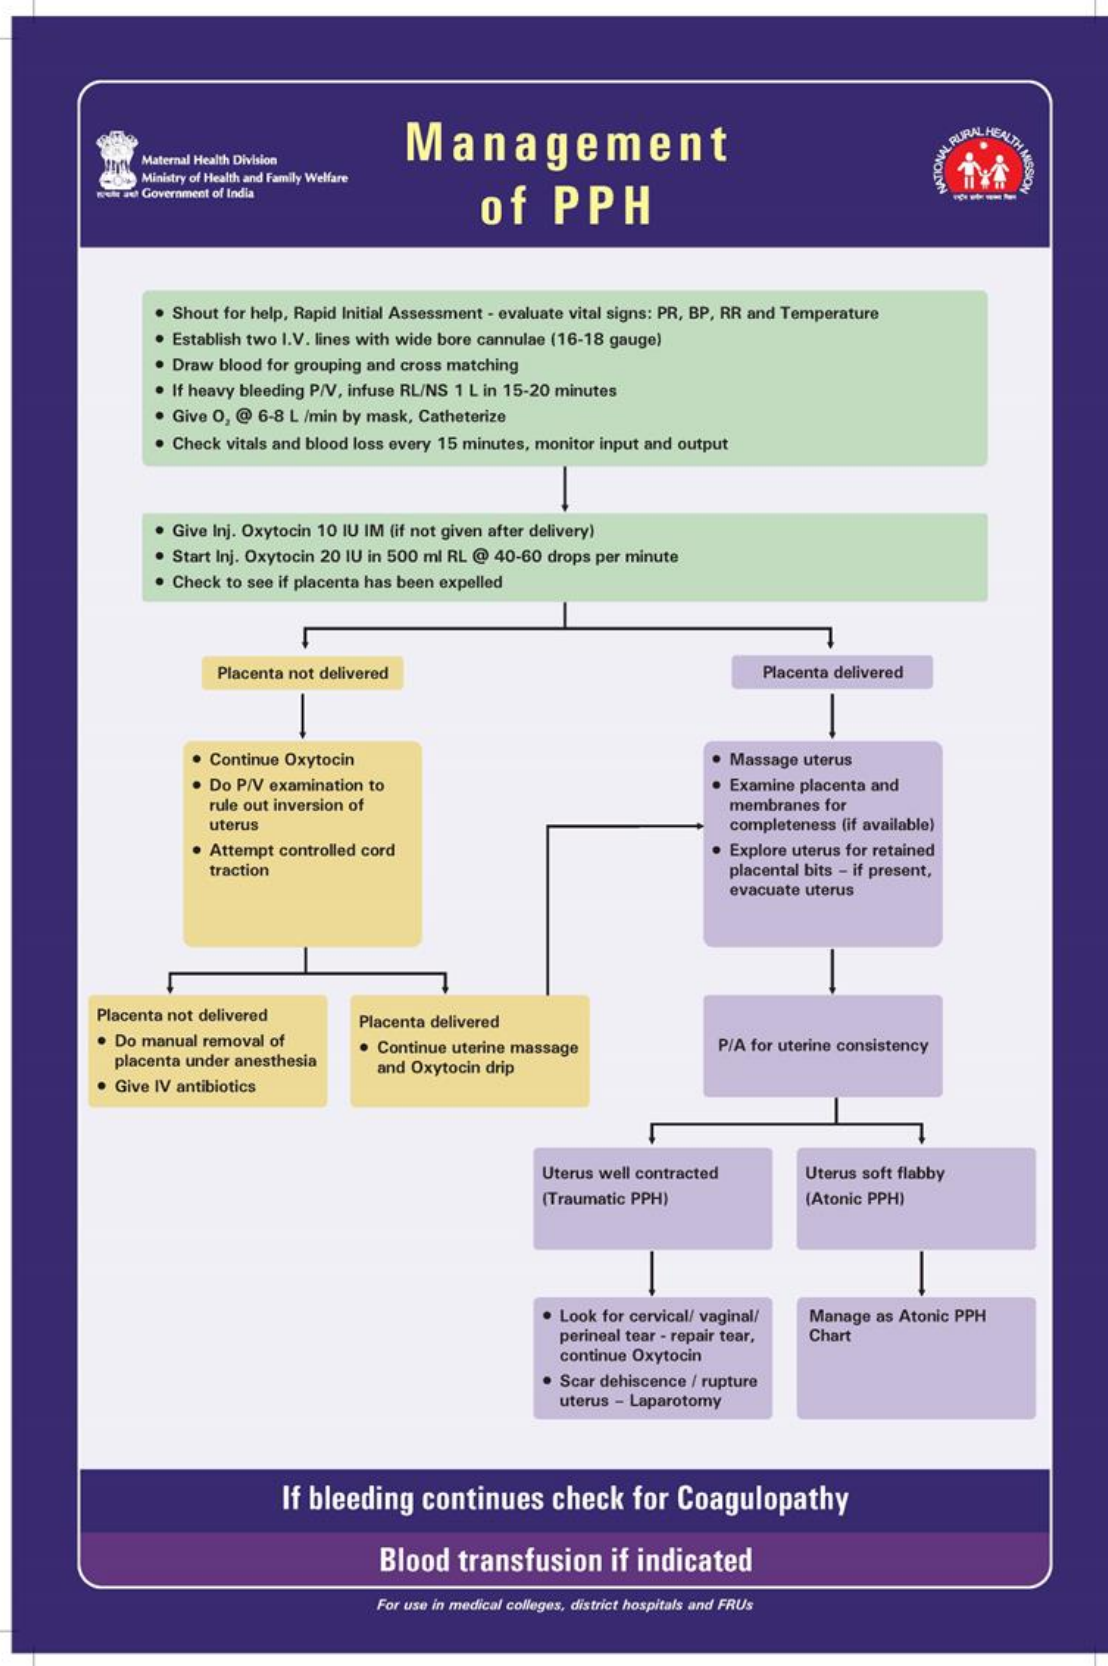 Maternal Health Division
Ministry of Health and Family Welfare
Government of India
Management
of PPH
NATIONAL RURAL HEALTH MISSION
• Shout for help, Rapid Initial Assessment - evaluate vital signs: PR, BP, RR and Temperature
• Establish two I.V. lines with wide bore cannulae (16-18 gauge)
• Draw blood for grouping and cross matching
• If heavy bleeding P/V, infuse RL/NS 1 L in 15-20 minutes
• Give O₂ @ 6-8 L /min by mask, Catheterize
• Check vitals and blood loss every 15 minutes, monitor input and output
• Give Inj. Oxytocin 10 IU IM (if not given after delivery)
• Start Inj. Oxytocin 20 IU in 500 ml RL @ 40-60 drops per minute
• Check to see if placenta has been expelled
Placenta not delivered
Placenta delivered
• Continue Oxytocin
• Do P/V examination to
rule out inversion of
uterus
• Attempt controlled cord
traction
• Massage uterus
• Examine placenta and
membranes for
completeness (if available)
• Explore uterus for retained
placental bits – if present,
evacuate uterus
Placenta not delivered
• Do manual removal of
placenta under anesthesia
• Give IV antibiotics
Placenta delivered
• Continue uterine massage
and Oxytocin drip
P/A for uterine consistency
Uterus well contracted
(Traumatic PPH)
Uterus soft flabby
(Atonic PPH)
• Look for cervical/ vaginal/
perineal tear - repair tear,
continue Oxytocin
• Scar dehiscence / rupture
uterus – Laparotomy
Manage as Atonic PPH
Chart
If bleeding continues check for Coagulopathy
Blood transfusion if indicated
For use in medical colleges, district hospitals and FRUs